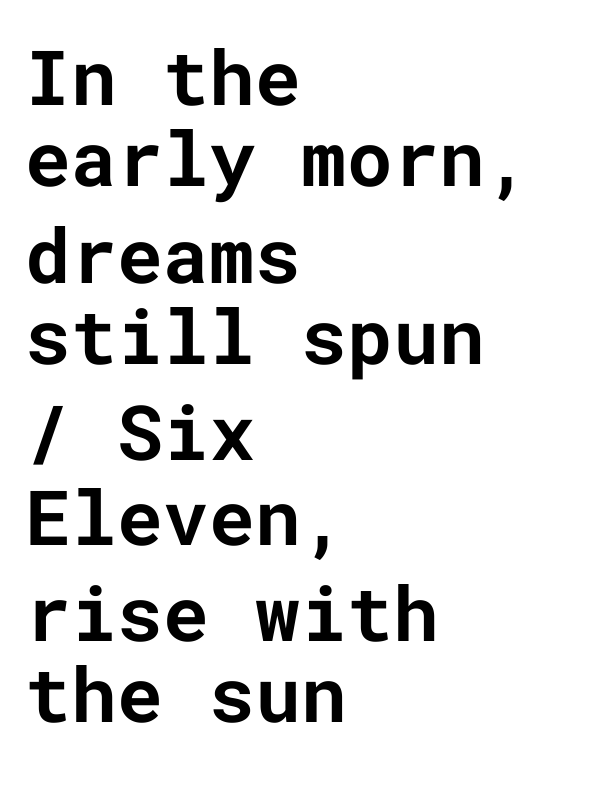 In the
early morn,
dreams
still spun
/ Six
Eleven,
rise with
the sun